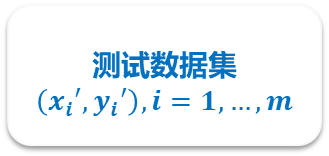 测试数据集
(xᵢ′, yᵢ′), i = 1, …, m